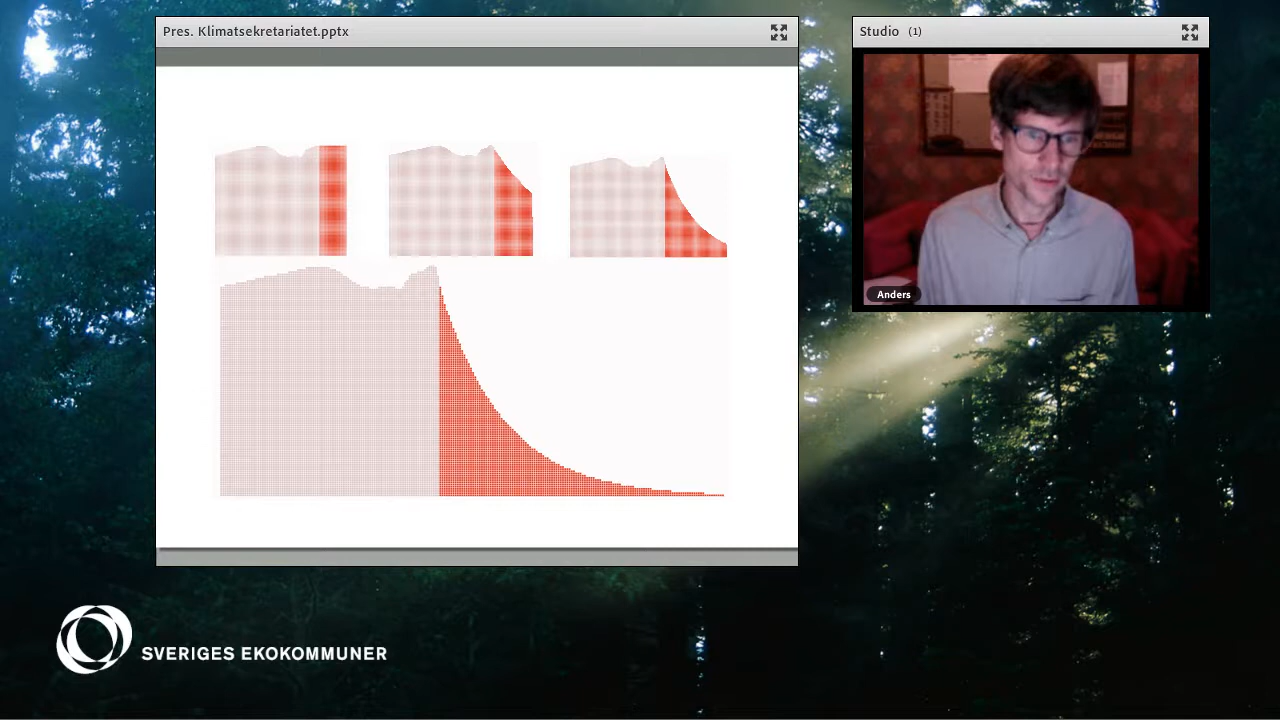 Pres. Klimatsekretariatet.pptx
Studio (1)
Anders
SVERIGES EKOKOMMUNER